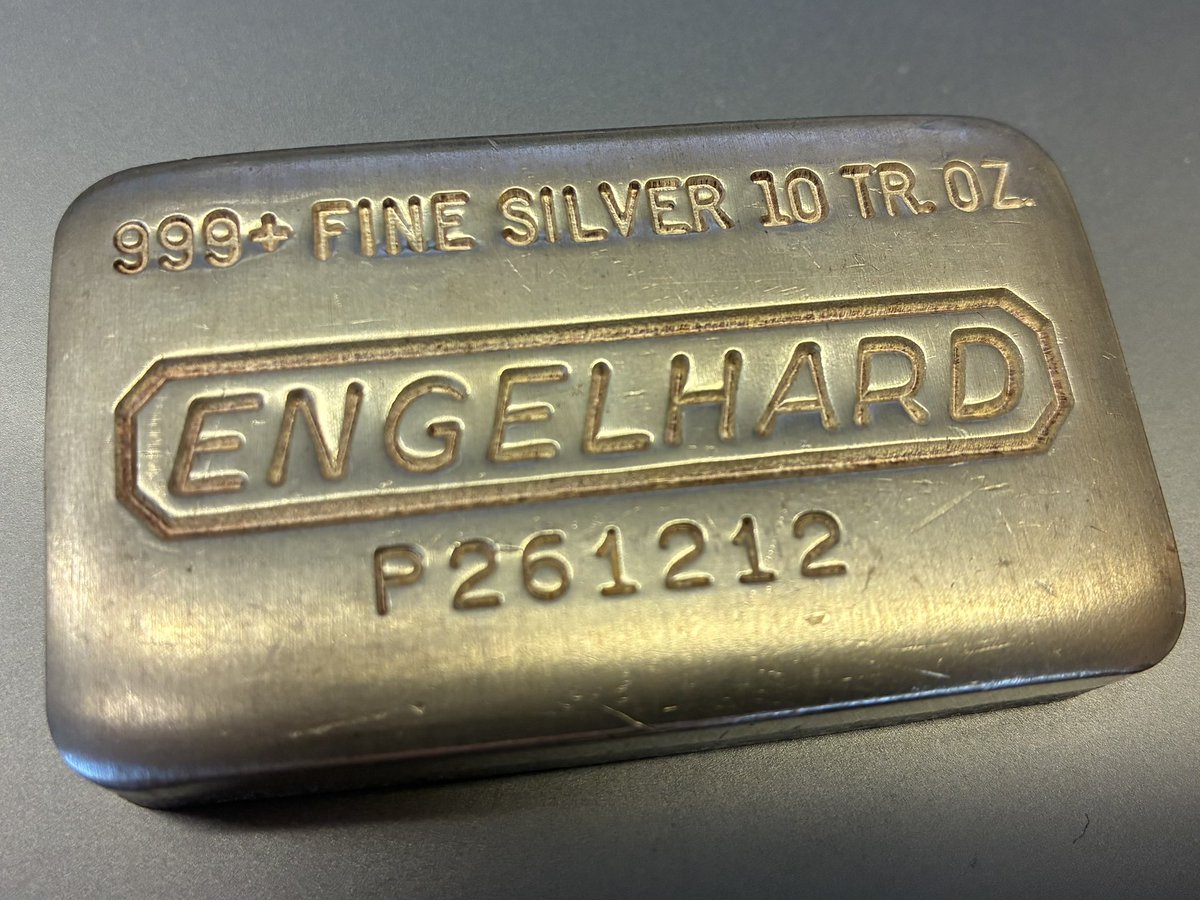 999+ FINE SILVER 10 TR. OZ.
ENGELHARD
P261212